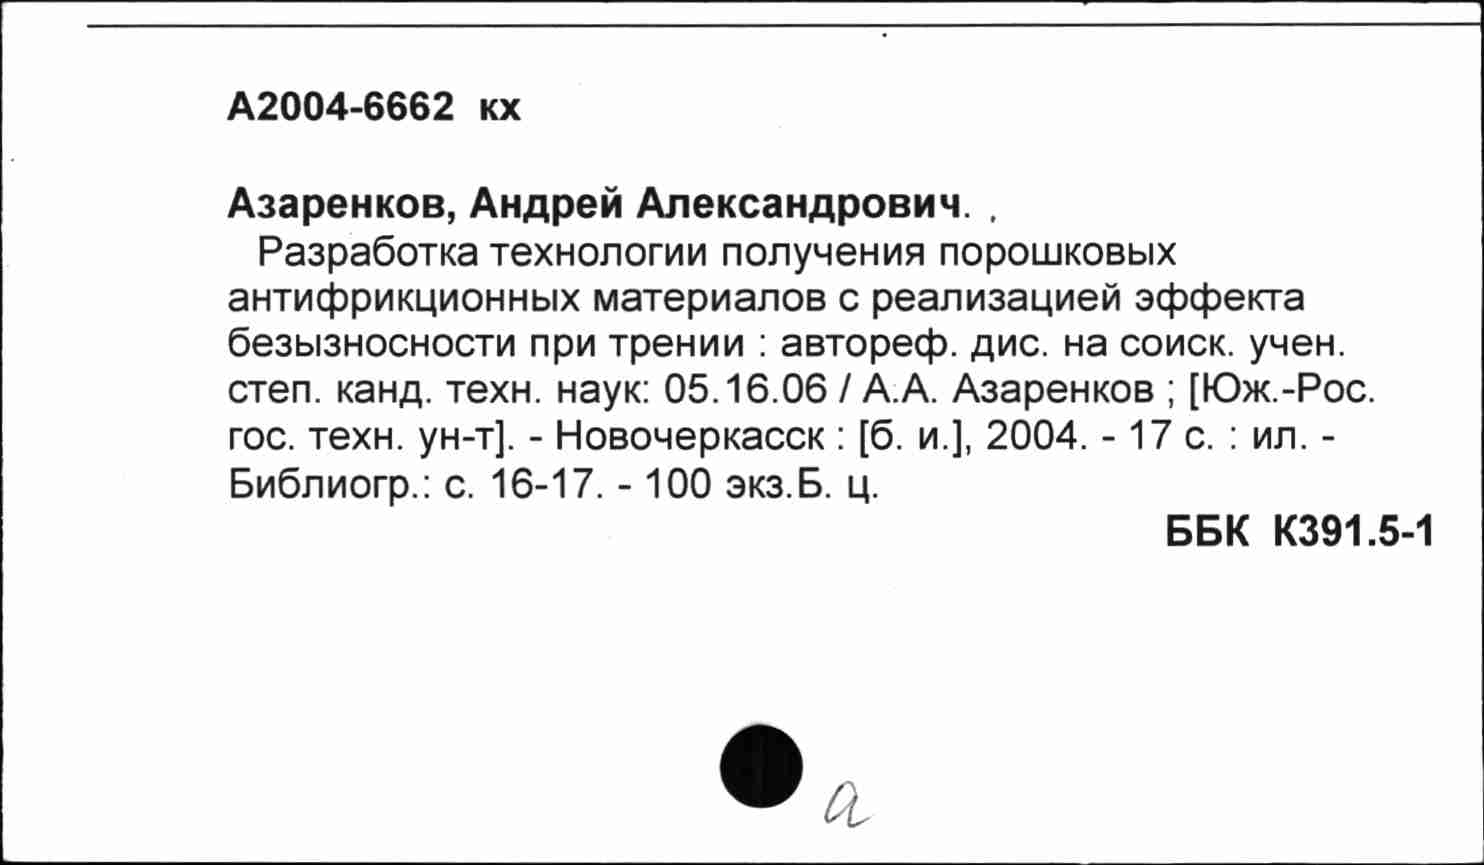 А2004-6662 кх
Азаренков, Андрей Александрович. ,
Разработка технологии получения порошковых
антифрикционных материалов с реализацией эффекта
безызносности при трении : автореф. дис. на соиск. учен.
степ. канд. техн. наук: 05.16.06 / А.А. Азаренков ; [Юж.-Рос.
гос. техн. ун-т]. - Новочеркасск : [б. и.], 2004. - 17 с. : ил. -
Библиогр.: с. 16-17. - 100 экз.Б. ц.
ББК К391.5-1
а